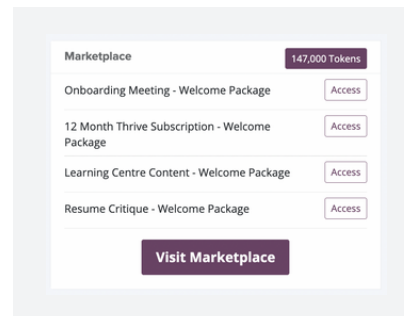 Marketplace
147,000 Tokens
Onboarding Meeting - Welcome Package
Access
12 Month Thrive Subscription - Welcome
Package
Access
Learning Centre Content - Welcome Package
Access
Resume Critique - Welcome Package
Access
Visit Marketplace